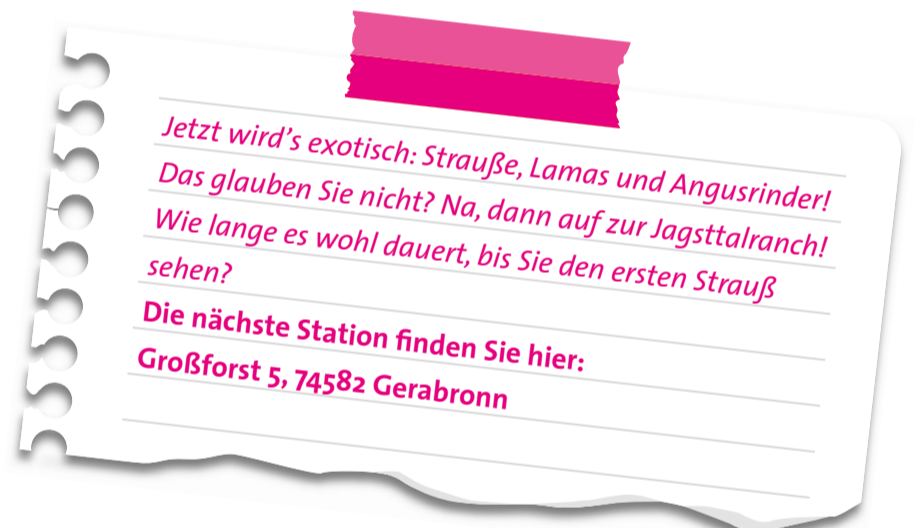 Jetzt wird’s exotisch: Strauße, Lamas und Angusrinder!
Das glauben Sie nicht? Na, dann auf zur Jagsttalranch!
Wie lange es wohl dauert, bis Sie den ersten Strauß
sehen?
Die nächste Station finden Sie hier:
Großforst 5, 74582 Gerabronn